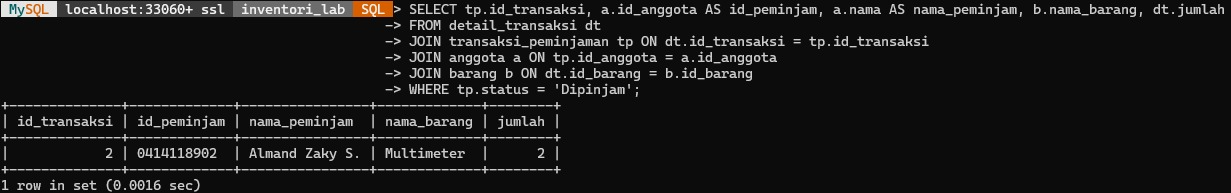 MySQL localhost:33060+ ssl inventori_lab SQL > SELECT tp.id_transaksi, a.id_anggota AS id_peminjam, a.nama AS nama_peminjam, b.nama_barang, dt.jumlah
-> FROM detail_transaksi dt
-> JOIN transaksi_peminjaman tp ON dt.id_transaksi = tp.id_transaksi
-> JOIN anggota a ON tp.id_anggota = a.id_anggota
-> JOIN barang b ON dt.id_barang = b.id_barang
-> WHERE tp.status = 'Dipinjam';
+--------------+-------------+----------------+-------------+--------+
| id_transaksi | id_peminjam | nama_peminjam  | nama_barang | jumlah |
+--------------+-------------+----------------+-------------+--------+
|            2 | 0414118902  | Almand Zaky S. | Multimeter  |      2 |
+--------------+-------------+----------------+-------------+--------+
1 row in set (0.0016 sec)